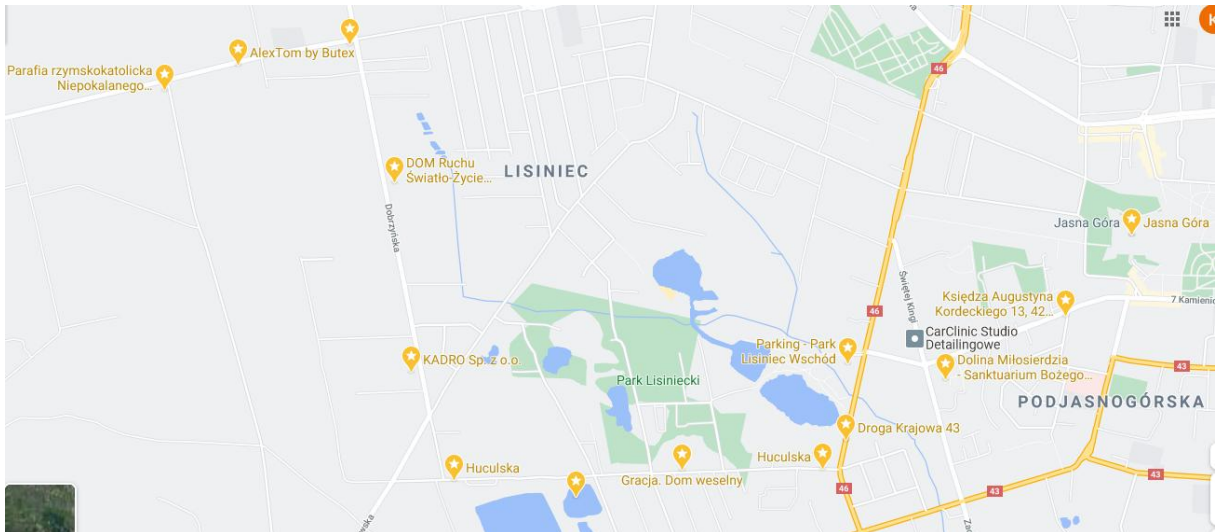 46
AlexTom by Butex
Parafia rzymskokatolicka
Niepokalanego...
DOM Ruchu
Światło-Życie...
LISINIEC
Dobrzyńska
Jasna Góra
Jasna Góra
Świętej Kingi
Księdza Augustyna
Kordeckiego 13, 42...
7 Kamienic
46
CarClinic Studio
Detailingowe
Parking - Park
Lisiniec Wschód
KADRO Sp. z o.o.
Dolina Miłosierdzia
- Sanktuarium Bożego...
43
Park Lisiniecki
PODJASNOGÓRSKA
Droga Krajowa 43
Huculska
Huculska
Gracja. Dom weselny
43
46
43